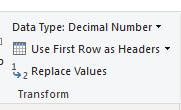 Data Type: Decimal Number
Use First Row as Headers
1
2 Replace Values
Transform